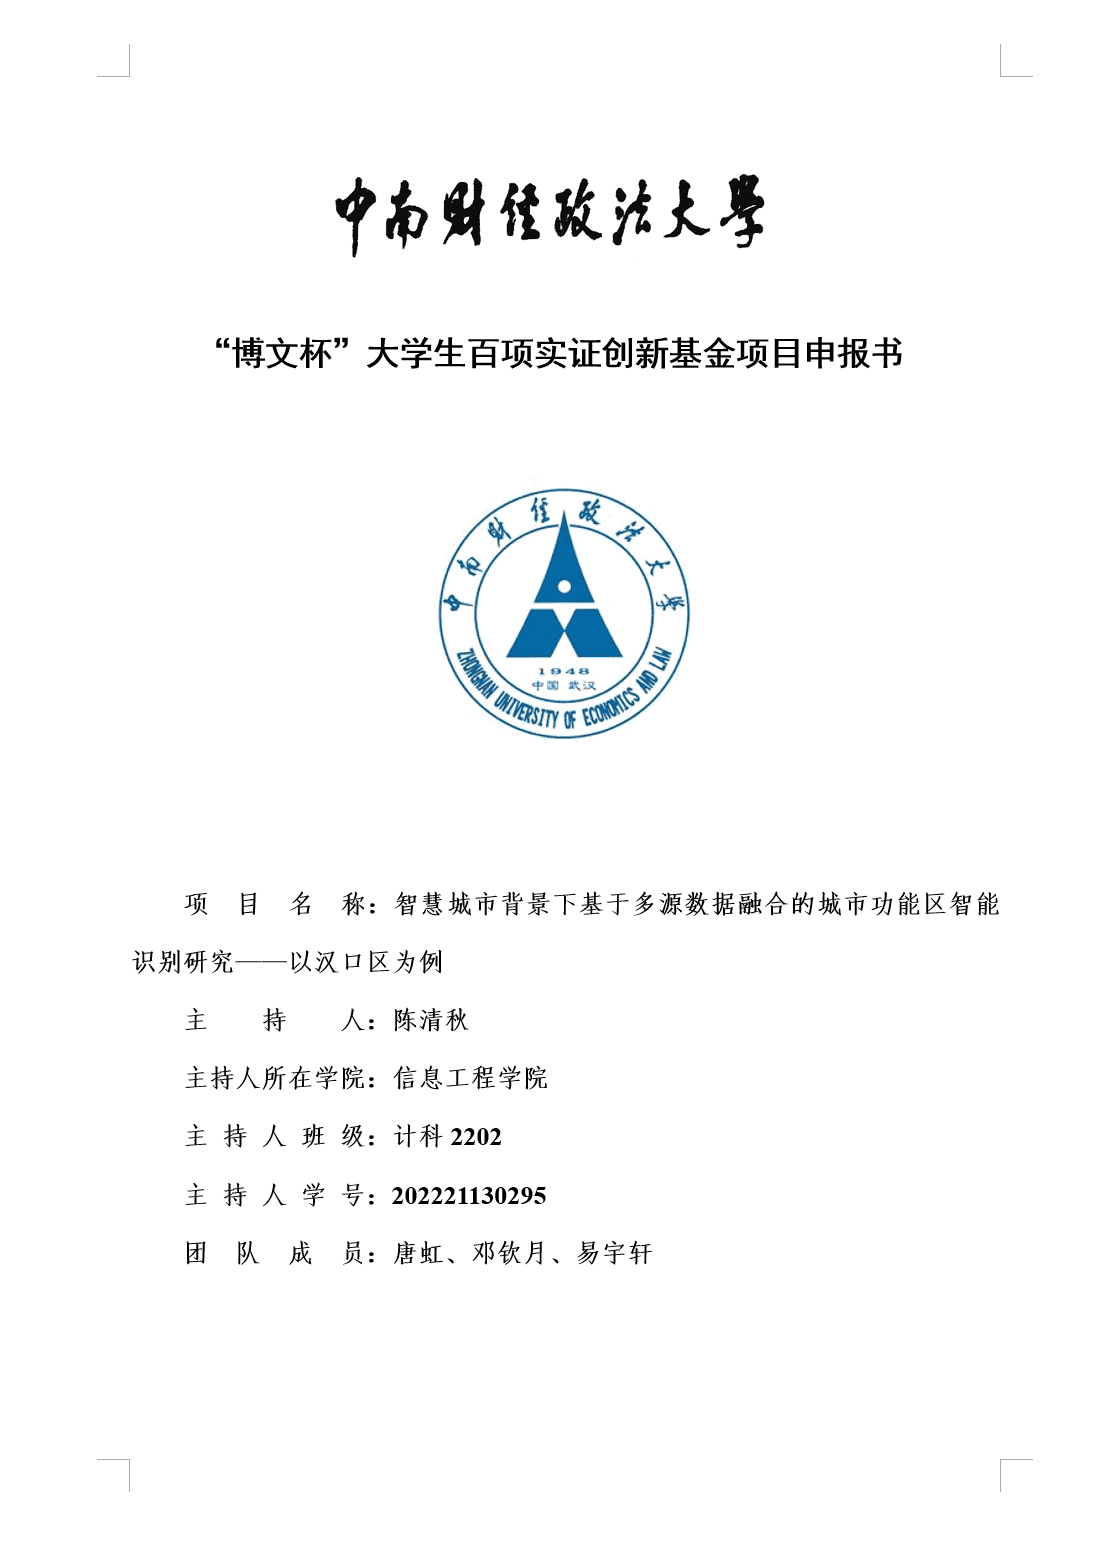 中南财经政法大学
“博文杯”大学生百项实证创新基金项目申报书
中南财经政法大学
1948
中国 武汉
ZHONGNAN UNIVERSITY OF ECONOMICS AND LAW
项目名称：智慧城市背景下基于多源数据融合的城市功能区智能
识别研究——以汉口区为例
主持人：陈清秋
主持人所在学院：信息工程学院
主持人班级：计科 2202
主持人学号：202221130295
团队成员：唐虹、邓钦月、易宇轩